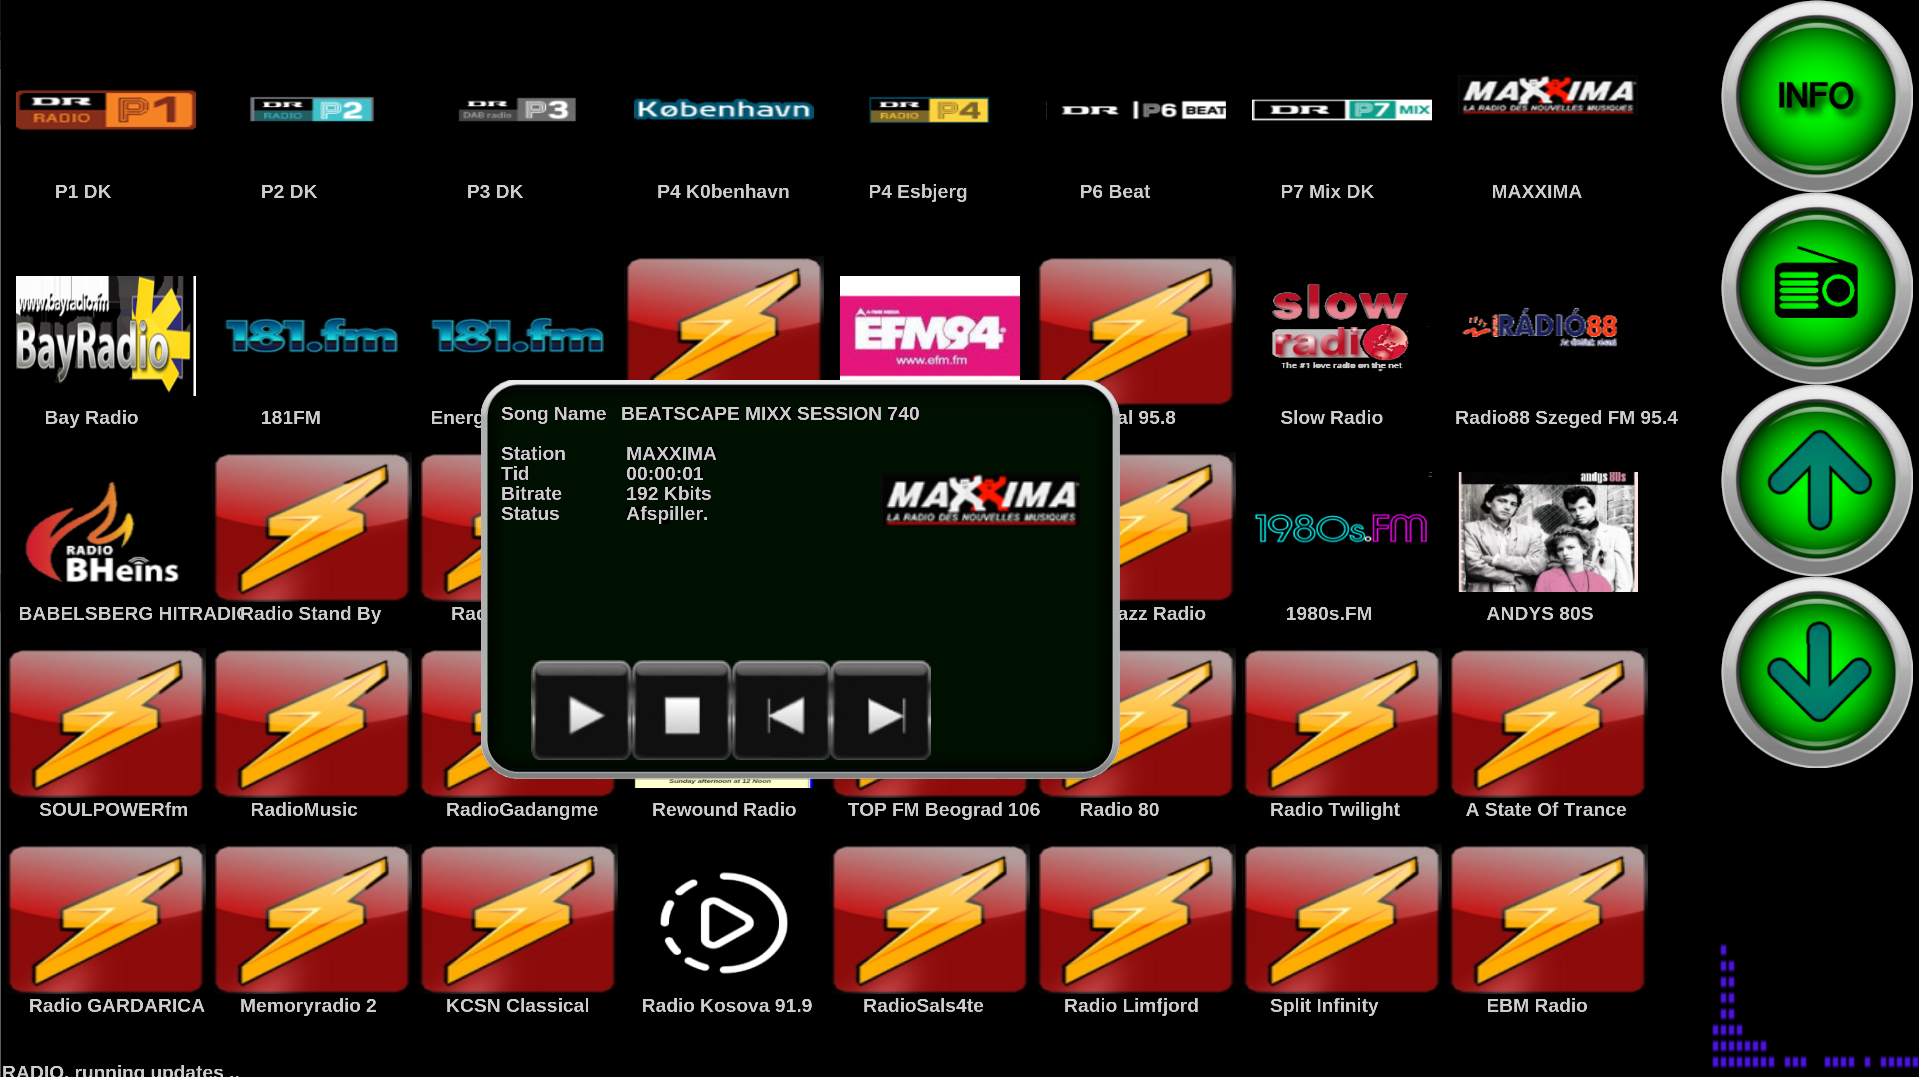 DR P1
RADIO
DR P2
RADIO
DR P3
DAB radio
København
DR P4
RADIO
DR P6 BEAT
DR P7 MIX
MAXXIMA
LA RADIO DES NOUVELLES MUSIQUES
INFO
P1 DK
P2 DK
P3 DK
P4 K0benhavn
P4 Esbjerg
P6 Beat
P7 Mix DK
MAXXIMA
www.bayradio.fm
BayRadio
181.fm
181.fm
A-TIME MEDIA
EFM94
www.efm.fm
slow
radio
The #1 love radio on the net
RÁDIÓ88
Bay Radio
181FM
Energ
al 95.8
Slow Radio
Radio88 Szeged FM 95.4
Song Name BEATSCAPE MIXX SESSION 740
Station MAXXIMA
Tid 00:00:01
Bitrate 192 Kbits
Status Afspiller.
MAXXIMA
LA RADIO DES NOUVELLES MUSIQUES
RADIO
BHeins
1980s.FM
andys 80s
BABELSBERG HITRADIO
Radio Stand By
Rad
azz Radio
1980s.FM
ANDYS 80S
Sunday afternoon at 12 Noon
SOULPOWERfm
RadioMusic
RadioGadangme
Rewound Radio
TOP FM Beograd 106
Radio 80
Radio Twilight
A State Of Trance
Radio GARDARICA
Memoryradio 2
KCSN Classical
Radio Kosova 91.9
RadioSals4te
Radio Limfjord
Split Infinity
EBM Radio
RADIO, running updates ..